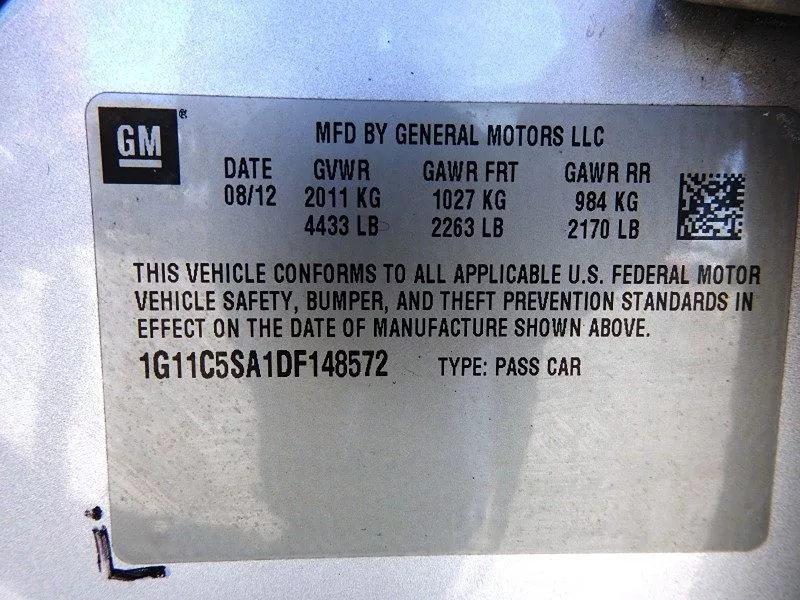 GM ®
MFD BY GENERAL MOTORS LLC
DATE GVWR GAWR FRT GAWR RR
08/12 2011 KG 1027 KG 984 KG
4433 LB 2263 LB 2170 LB
THIS VEHICLE CONFORMS TO ALL APPLICABLE U.S. FEDERAL MOTOR
VEHICLE SAFETY, BUMPER, AND THEFT PREVENTION STANDARDS IN
EFFECT ON THE DATE OF MANUFACTURE SHOWN ABOVE.
1G11C5SA1DF148572 TYPE: PASS CAR